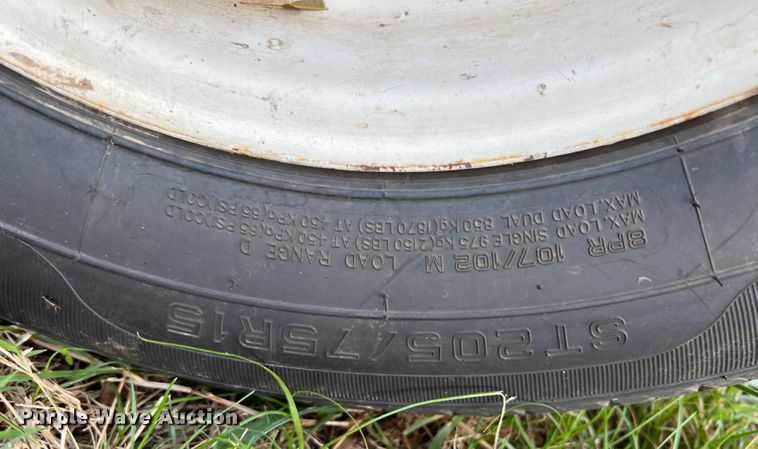 8PR 107/102 M LOAD RANGE D
MAX. LOAD SINGLE 975 Kg(2150 LBS) AT 450 KPa(65 PSI)COLD
MAX. LOAD DUAL 850 Kg(1870 LBS) AT 450 KPa(65 PSI)COLD
ST205/75R15
Purple Wave Auction